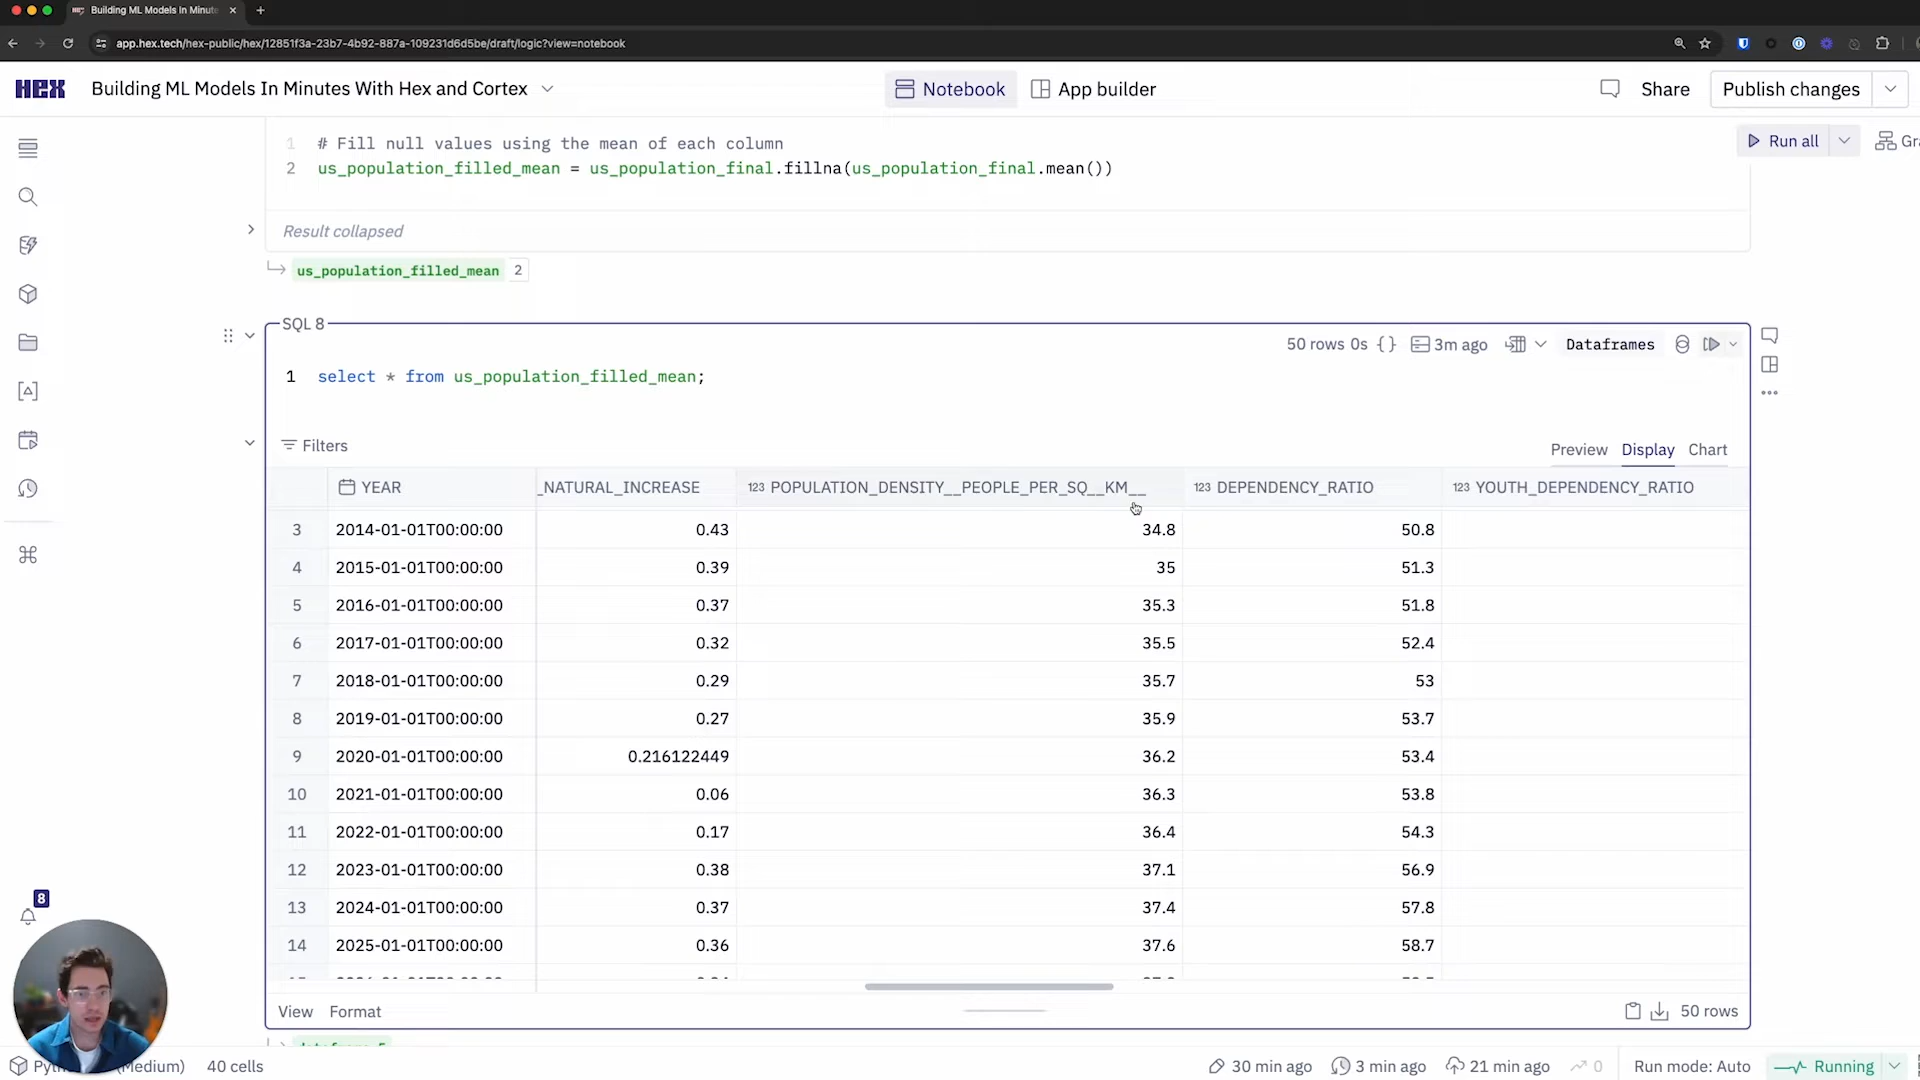 Building ML Models In Minute
app.hex.tech/hex-public/hex/12851f3a-23b7-4b92-887a-109231d6d5be/draft/logic?view=notebook
HEX
Building ML Models In Minutes With Hex and Cortex
Notebook
App builder
Share
Publish changes
Run all
Gra
1 # Fill null values using the mean of each column
2 us_population_filled_mean = us_population_final.fillna(us_population_final.mean())
Result collapsed
us_population_filled_mean 2
SQL 8
50 rows 0s {} 3m ago Dataframes
1 select * from us_population_filled_mean;
Filters
Preview Display Chart
YEAR _NATURAL_INCREASE 123 POPULATION_DENSITY__PEOPLE_PER_SQ__KM__ 123 DEPENDENCY_RATIO 123 YOUTH_DEPENDENCY_RATIO
3 2014-01-01T00:00:00 0.43 34.8 50.8
4 2015-01-01T00:00:00 0.39 35 51.3
5 2016-01-01T00:00:00 0.37 35.3 51.8
6 2017-01-01T00:00:00 0.32 35.5 52.4
7 2018-01-01T00:00:00 0.29 35.7 53
8 2019-01-01T00:00:00 0.27 35.9 53.7
9 2020-01-01T00:00:00 0.216122449 36.2 53.4
10 2021-01-01T00:00:00 0.06 36.3 53.8
11 2022-01-01T00:00:00 0.17 36.4 54.3
12 2023-01-01T00:00:00 0.38 37.1 56.9
13 2024-01-01T00:00:00 0.37 37.4 57.8
14 2025-01-01T00:00:00 0.36 37.6 58.7
View Format
50 rows
8
(Medium) 40 cells
30 min ago 3 min ago 21 min ago 0 Run mode: Auto Running